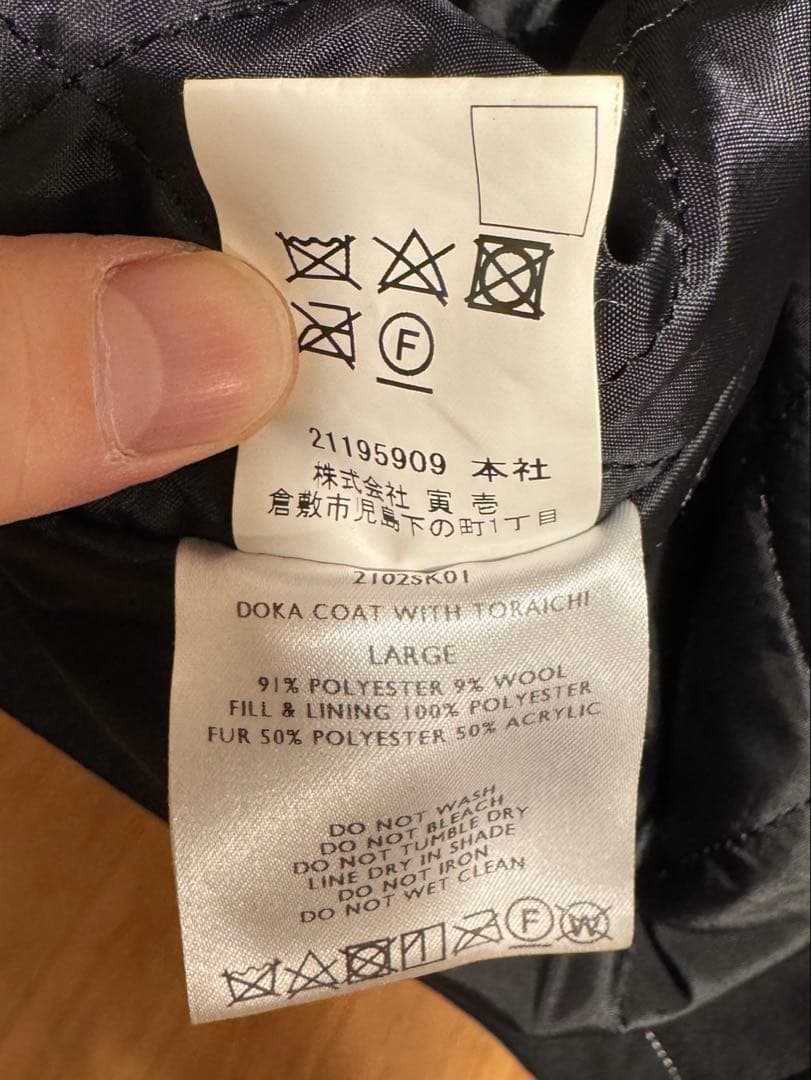 F
21195909 本社
株式会社 寅壱
倉敷市児島下の町1丁目
2102SK01
DOKA COAT WITH TORAICHI
LARGE
91% POLYESTER 9% WOOL
FILL & LINING 100% POLYESTER
FUR 50% POLYESTER 50% ACRYLIC
DO NOT WASH
DO NOT BLEACH
DO NOT TUMBLE DRY
LINE DRY IN SHADE
DO NOT IRON
DO NOT WET CLEAN
F W